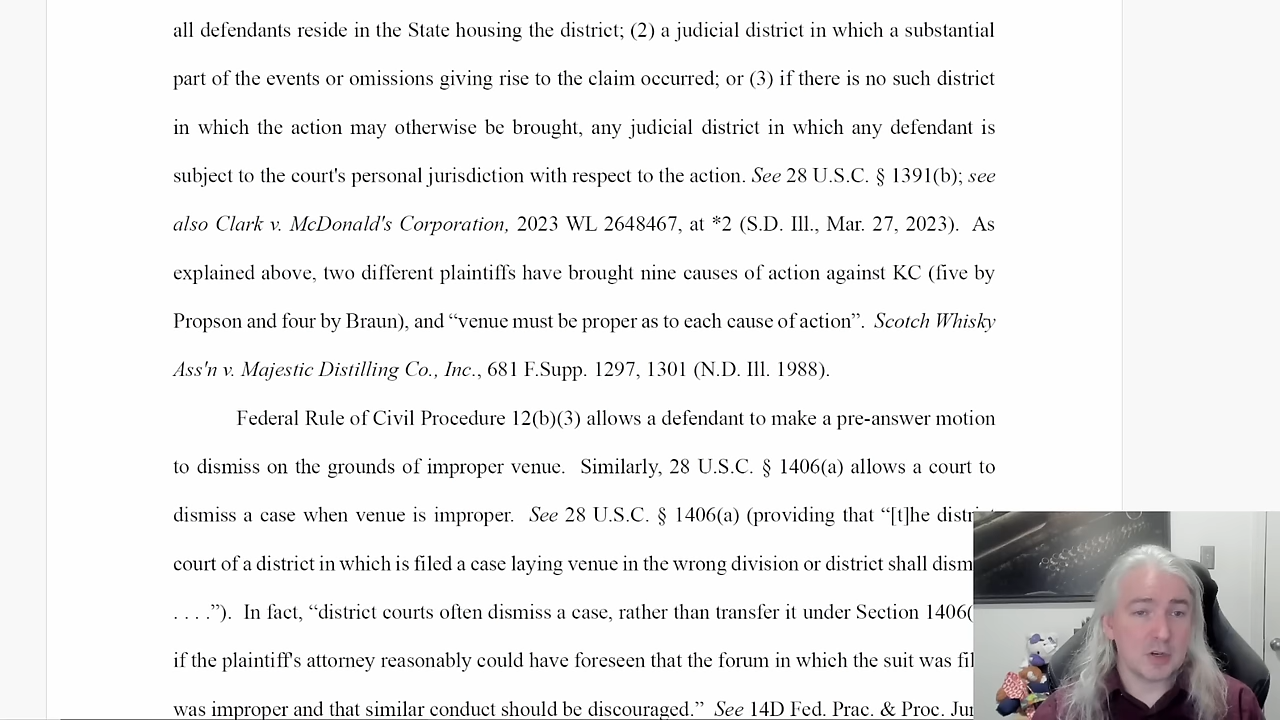 all defendants reside in the State housing the district; (2) a judicial district in which a substantial
part of the events or omissions giving rise to the claim occurred; or (3) if there is no such district
in which the action may otherwise be brought, any judicial district in which any defendant is
subject to the court's personal jurisdiction with respect to the action. See 28 U.S.C. § 1391(b); see
also Clark v. McDonald's Corporation, 2023 WL 2648467, at *2 (S.D. Ill., Mar. 27, 2023). As
explained above, two different plaintiffs have brought nine causes of action against KC (five by
Propson and four by Braun), and “venue must be proper as to each cause of action”. Scotch Whisky
Ass'n v. Majestic Distilling Co., Inc., 681 F.Supp. 1297, 1301 (N.D. Ill. 1988).
Federal Rule of Civil Procedure 12(b)(3) allows a defendant to make a pre-answer motion
to dismiss on the grounds of improper venue. Similarly, 28 U.S.C. § 1406(a) allows a court to
dismiss a case when venue is improper. See 28 U.S.C. § 1406(a) (providing that “[t]he
court of a district in which is filed a case laying venue in the wrong division or district shall
. . . .”). In fact, “district courts often dismiss a case, rather than transfer it under Section 1406(
if the plaintiff's attorney reasonably could have foreseen that the forum in which the suit was
was improper and that similar conduct should be discouraged.” See 14D Fed. Prac. & Proc.